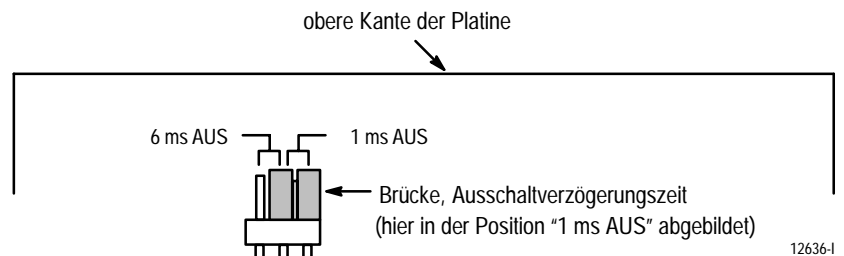 obere Kante der Platine
6 ms AUS
1 ms AUS
Brücke, Ausschaltverzögerungszeit
(hier in der Position “1 ms AUS” abgebildet)
12636-I